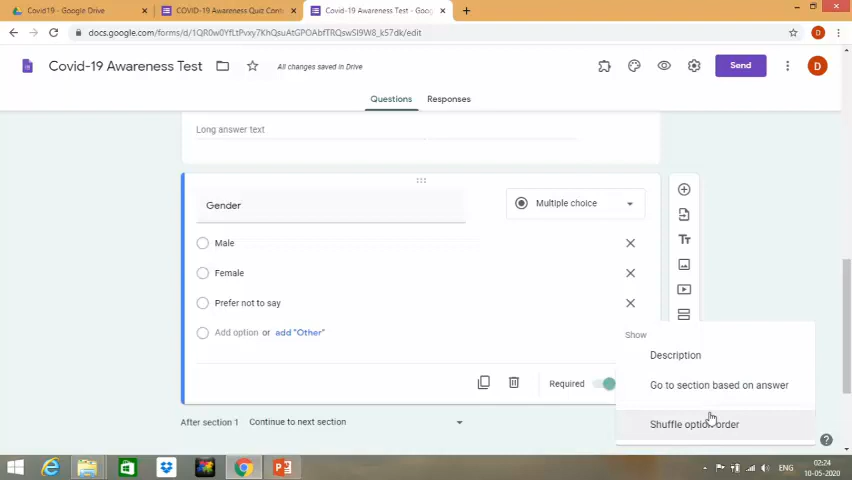 Covid19 - Google Drive
COVID-19 Awareness Quiz Cont
Covid-19 Awareness Test - Goog
docs.google.com/forms/d/1QR0w0YfLtPvxy7KhQsuAtGPOAbfTRQswSI9W8_k57dk/edit
Covid-19 Awareness Test
All changes saved in Drive
Send
D
Questions
Responses
Long answer text
Gender
Multiple choice
Male
Female
Prefer not to say
Add option or add "Other"
Show
Description
Required
Go to section based on answer
After section 1 Continue to next section
Shuffle option order
ENG
02:24
10-05-2020